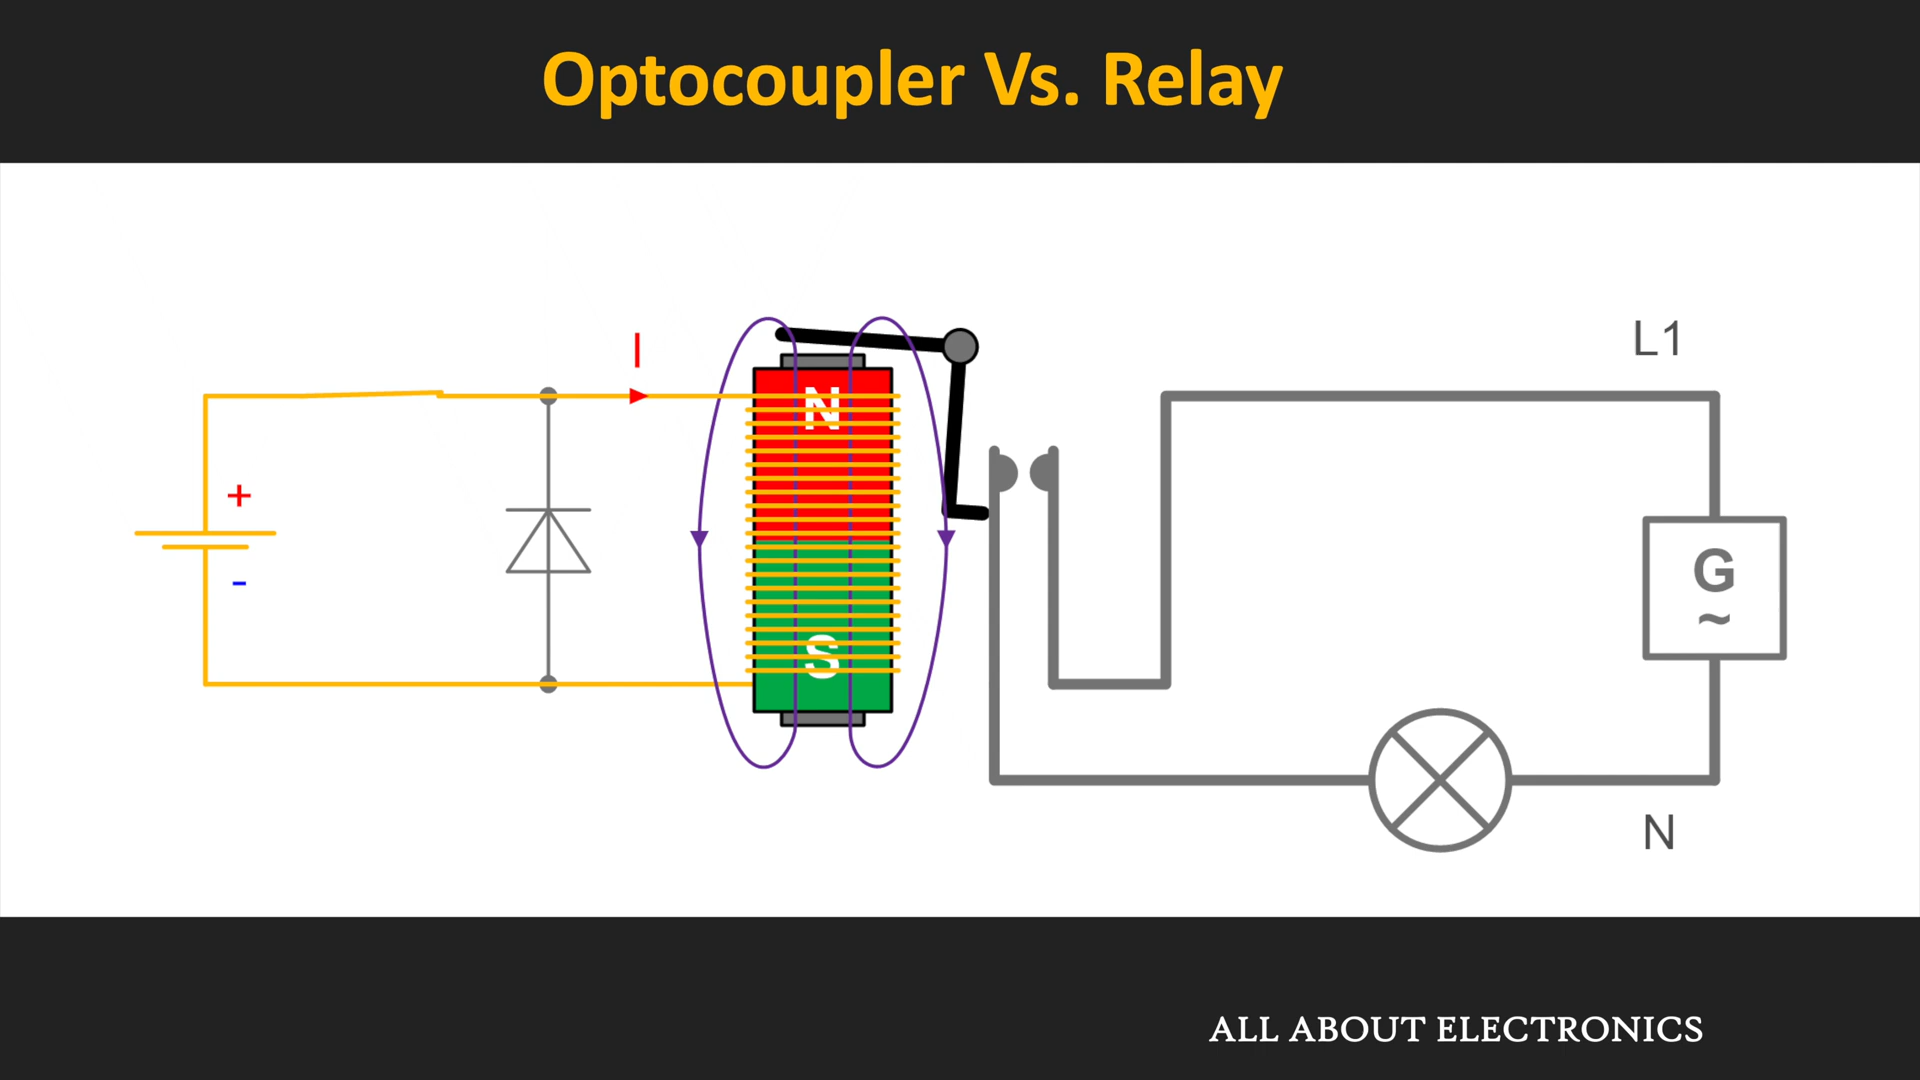 Optocoupler Vs. Relay
I
L1
N
+
-
G
~
S
N
ALL ABOUT ELECTRONICS